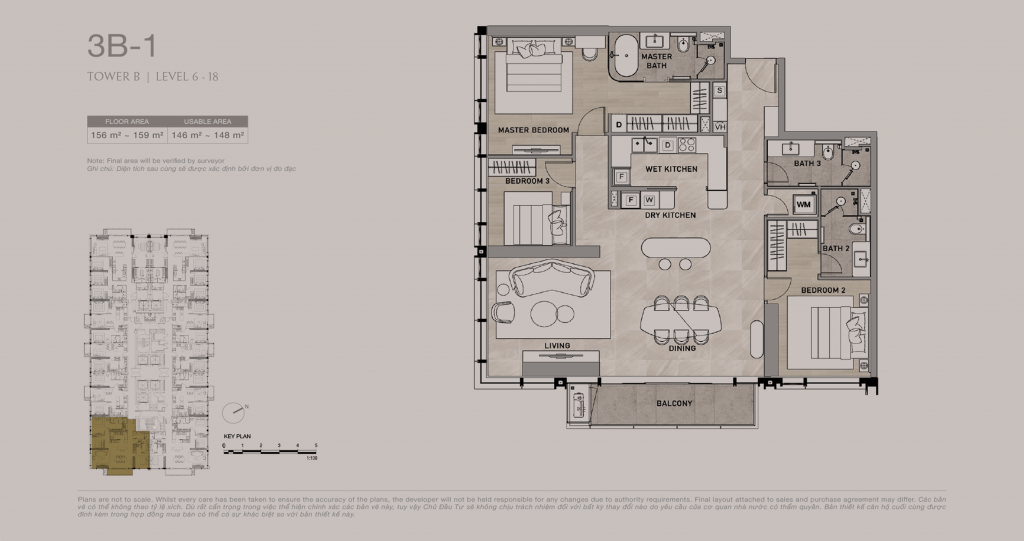 3B-1
TOWER B | LEVEL 6 - 18
FLOOR AREA USABLE AREA
156 m² ~ 159 m² 146 m² ~ 148 m²
Note: Final area will be verified by surveyor
Ghi chú: Diện tích sau cùng sẽ được xác định bởi đơn vị đo đạc
MASTER BATH
MASTER BEDROOM
D
S
VH
D
WET KITCHEN
F
BEDROOM 3
F W
DRY KITCHEN
BATH 3
WM
BATH 2
BEDROOM 2
LIVING
DINING
BALCONY
N
KEY PLAN
0 1 2 3 4 5
1:130
Plans are not to scale. Whilst every care has been taken to ensure the accuracy of the plans, the developer will not be held responsible for any changes due to authority requirements. Final layout attached to sales and purchase agreement may differ. Các bản
vẽ có thể không theo tỷ lệ xích. Dù rất cẩn trọng trong việc thể hiện chính xác các bản vẽ này, tuy vậy Chủ Đầu Tư sẽ không chịu trách nhiệm đối với bất kỳ thay đổi nào do yêu cầu của cơ quan nhà nước có thẩm quyền. Bản thiết kế căn hộ cuối cùng được
đính kèm trong hợp đồng mua bán có thể có sự khác biệt so với bản thiết kế này.